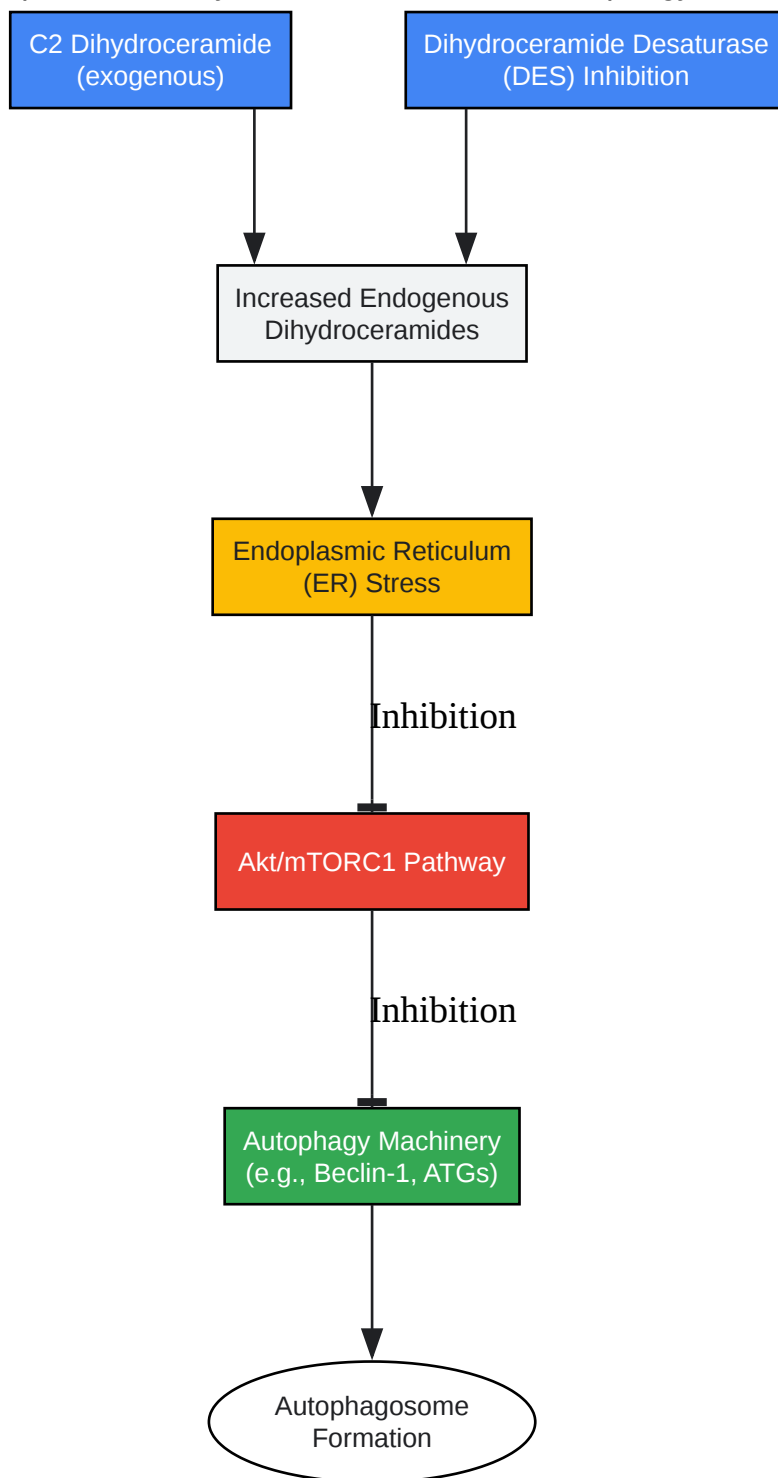 C2 Dihydroceramide
(exogenous)
Dihydroceramide Desaturase
(DES) Inhibition
Increased Endogenous
Dihydroceramides
Endoplasmic Reticulum
(ER) Stress
Inhibition
Akt/mTORC1 Pathway
Inhibition
Autophagy Machinery
(e.g., Beclin-1, ATGs)
Autophagosome
Formation